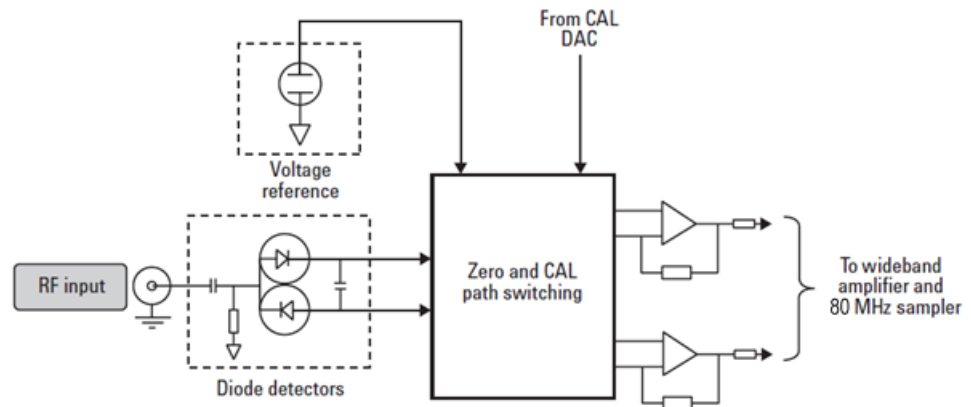 From CAL
DAC
Voltage
reference
RF input
Zero and CAL
path switching
To wideband
amplifier and
80 MHz sampler
Diode detectors